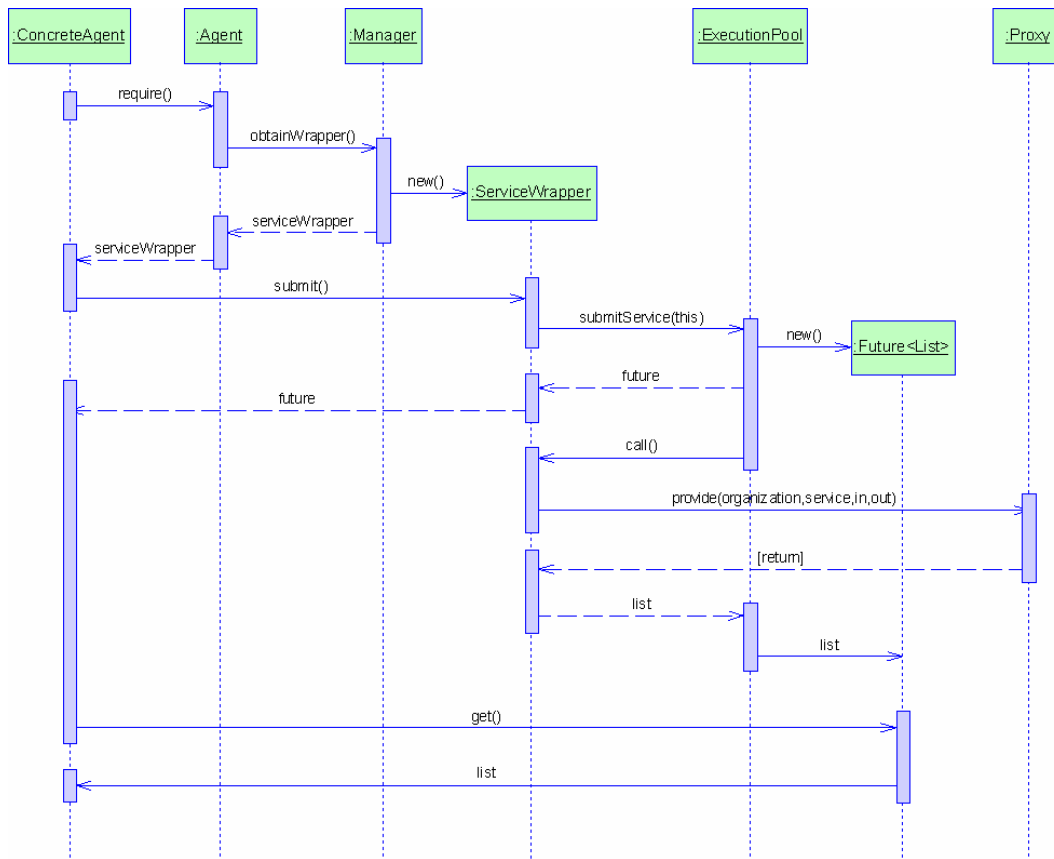 :ConcreteAgent
:Agent
:Manager
:ExecutionPool
:Proxy
require()
obtainWrapper()
new()
:ServiceWrapper
serviceWrapper
serviceWrapper
submit()
submitService(this)
new()
:Future<List>
future
future
call()
provide(organization,service,in,out)
[return]
list
list
get()
list